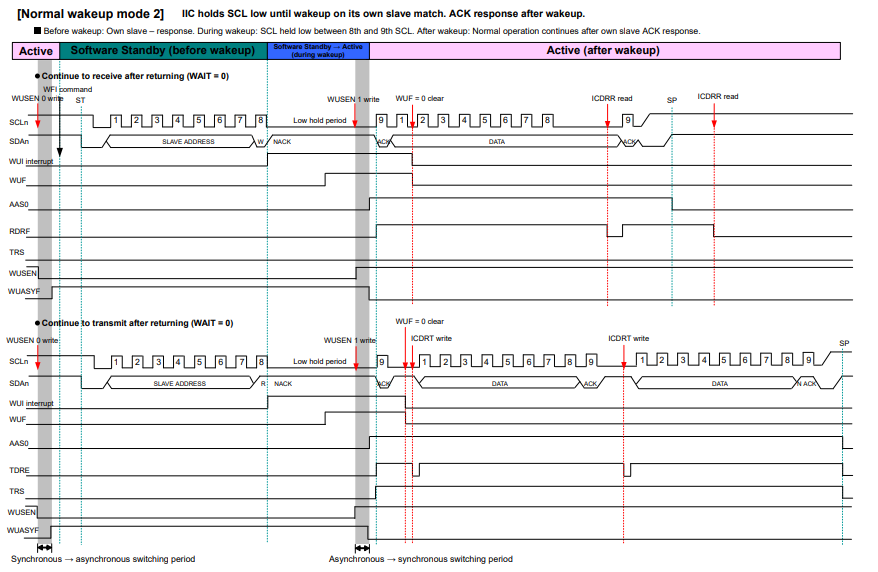 [Normal wakeup mode 2] IIC holds SCL low until wakeup on its own slave match. ACK response after wakeup.
■ Before wakeup: Own slave – response. During wakeup: SCL held low between 8th and 9th SCL. After wakeup: Normal operation continues after own slave ACK response.
Active Software Standby (before wakeup) Software Standby → Active (during wakeup) Active (after wakeup)
● Continue to receive after returning (WAIT = 0)
WFI command
WUSEN 0 write ST WUSEN 1 write WUF = 0 clear ICDRR read SP ICDRR read
SCLn 1 2 3 4 5 6 7 8 Low hold period 9 1 2 3 4 5 6 7 8 9
SDAn SLAVE ADDRESS W NACK ACK DATA ACK
WUI interrupt
WUF
AAS0
RDRF
TRS
WUSEN
WUASYF
● Continue to transmit after returning (WAIT = 0)
WUF = 0 clear
WUSEN 0 write WUSEN 1 write ICDRT write ICDRT write SP
SCLn 1 2 3 4 5 6 7 8 Low hold period 9 1 2 3 4 5 6 7 8 9 1 2 3 4 5 6 7 8 9
SDAn SLAVE ADDRESS R NACK ACK DATA ACK DATA N ACK
WUI interrupt
WUF
AAS0
TDRE
TRS
WUSEN
WUASYF
Synchronous → asynchronous switching period Asynchronous → synchronous switching period